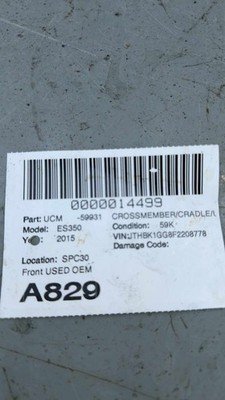 0000014499
Part: UCM -59931 CROSSMEMBER/CRADLE/\
Model: ES350 Condition: 59K
Year: 2015 VIN:JTHBK1GG8F2208778
Damage Code:
Location: SPC30
Front USED OEM
A829